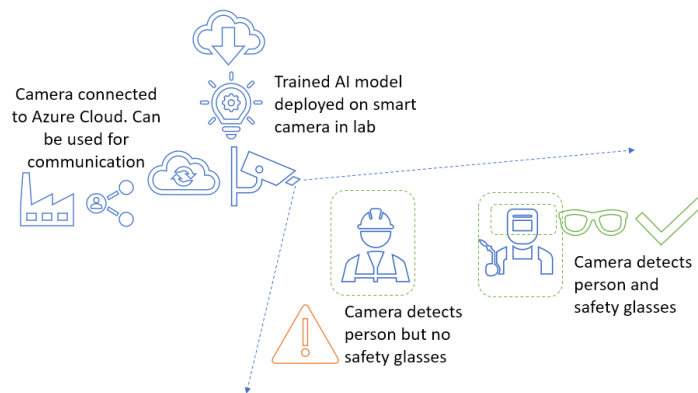 Camera connected
to Azure Cloud. Can
be used for
communication
Trained AI model
deployed on smart
camera in lab
Camera detects
person but no
safety glasses
Camera detects
person and
safety glasses